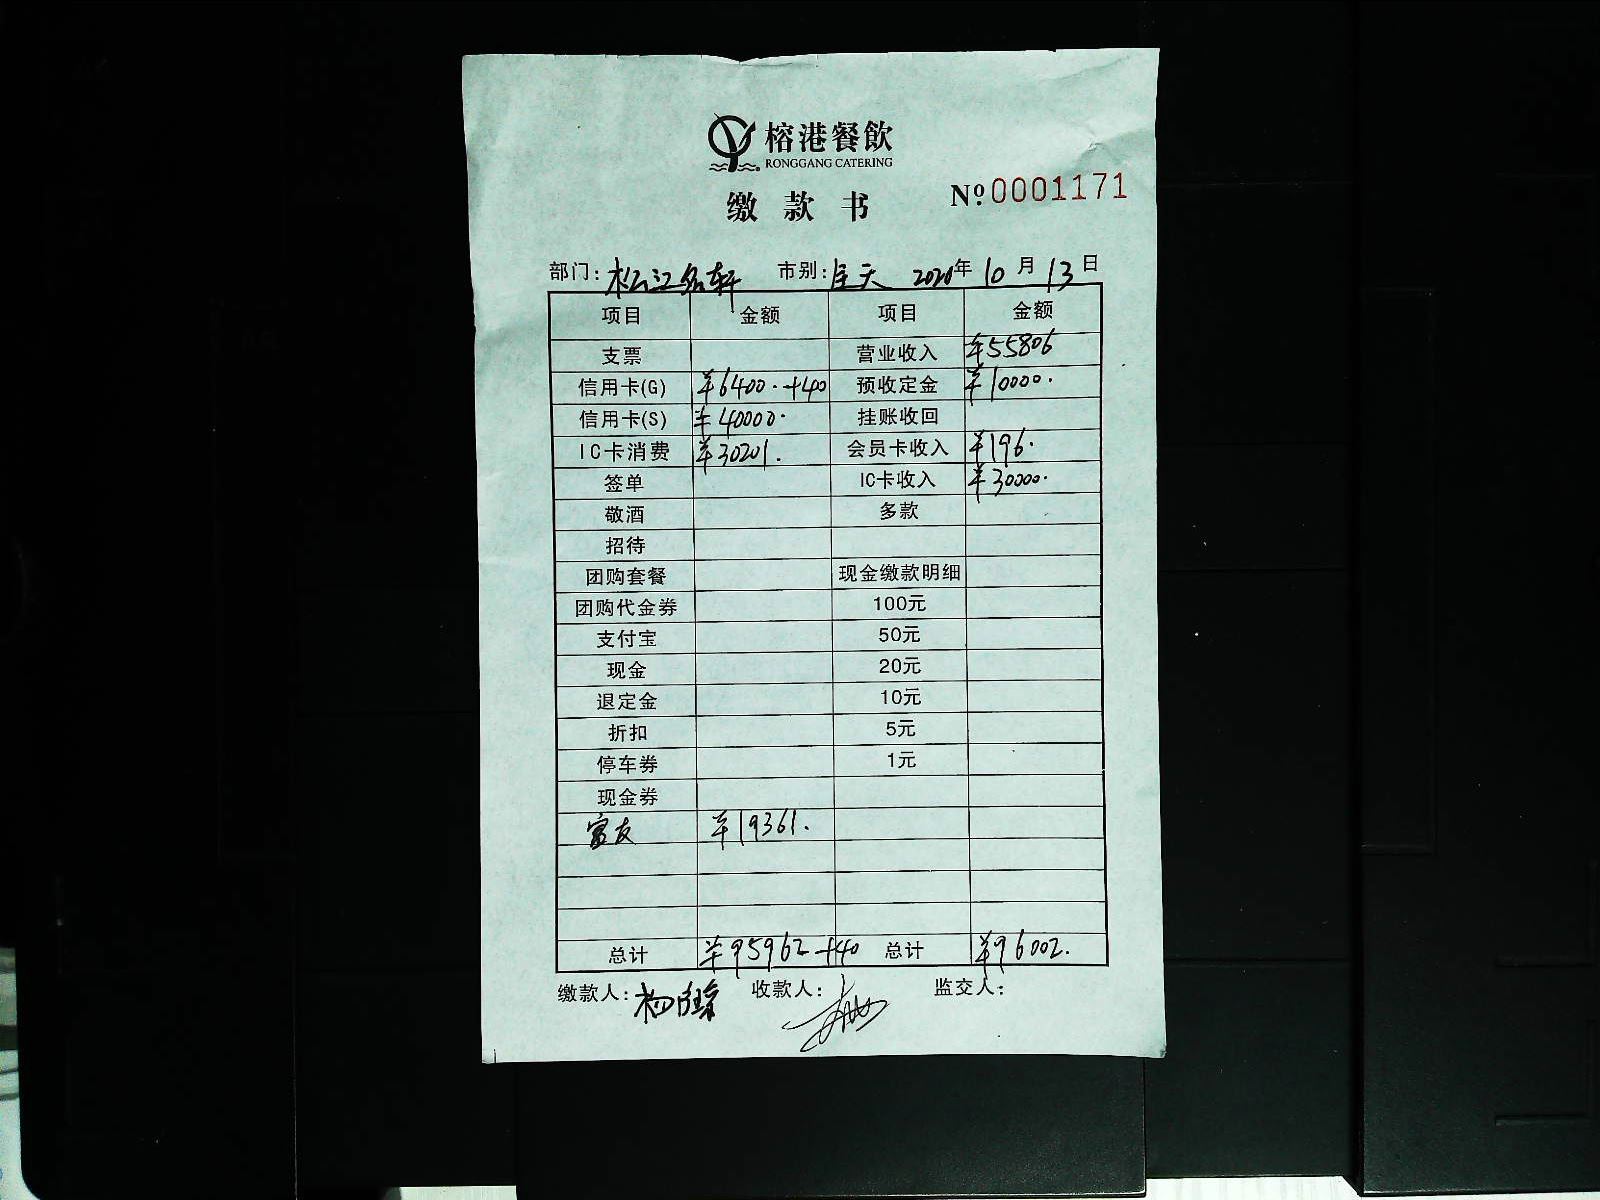 榕港餐飲
RONGGANG CATERING
缴款书
№0001171
部门: 松江名轩 市别: 全天 2020年10月13日
项目 金额 项目 金额
支票 营业收入 ¥55806
信用卡(G) ¥6400.+40 预收定金 ¥10000.
信用卡(S) ¥40000. 挂账收回
IC卡消费 ¥30201. 会员卡收入 ¥196.
签单 IC卡收入 ¥30000.
敬酒 多款
招待
团购套餐 现金缴款明细
团购代金券 100元
支付宝 50元
现金 20元
退定金 10元
折扣 5元
停车券 1元
现金券
富友 ¥19361.
总计 ¥95962+40 总计 ¥96002.
缴款人: 收款人: 监交人: